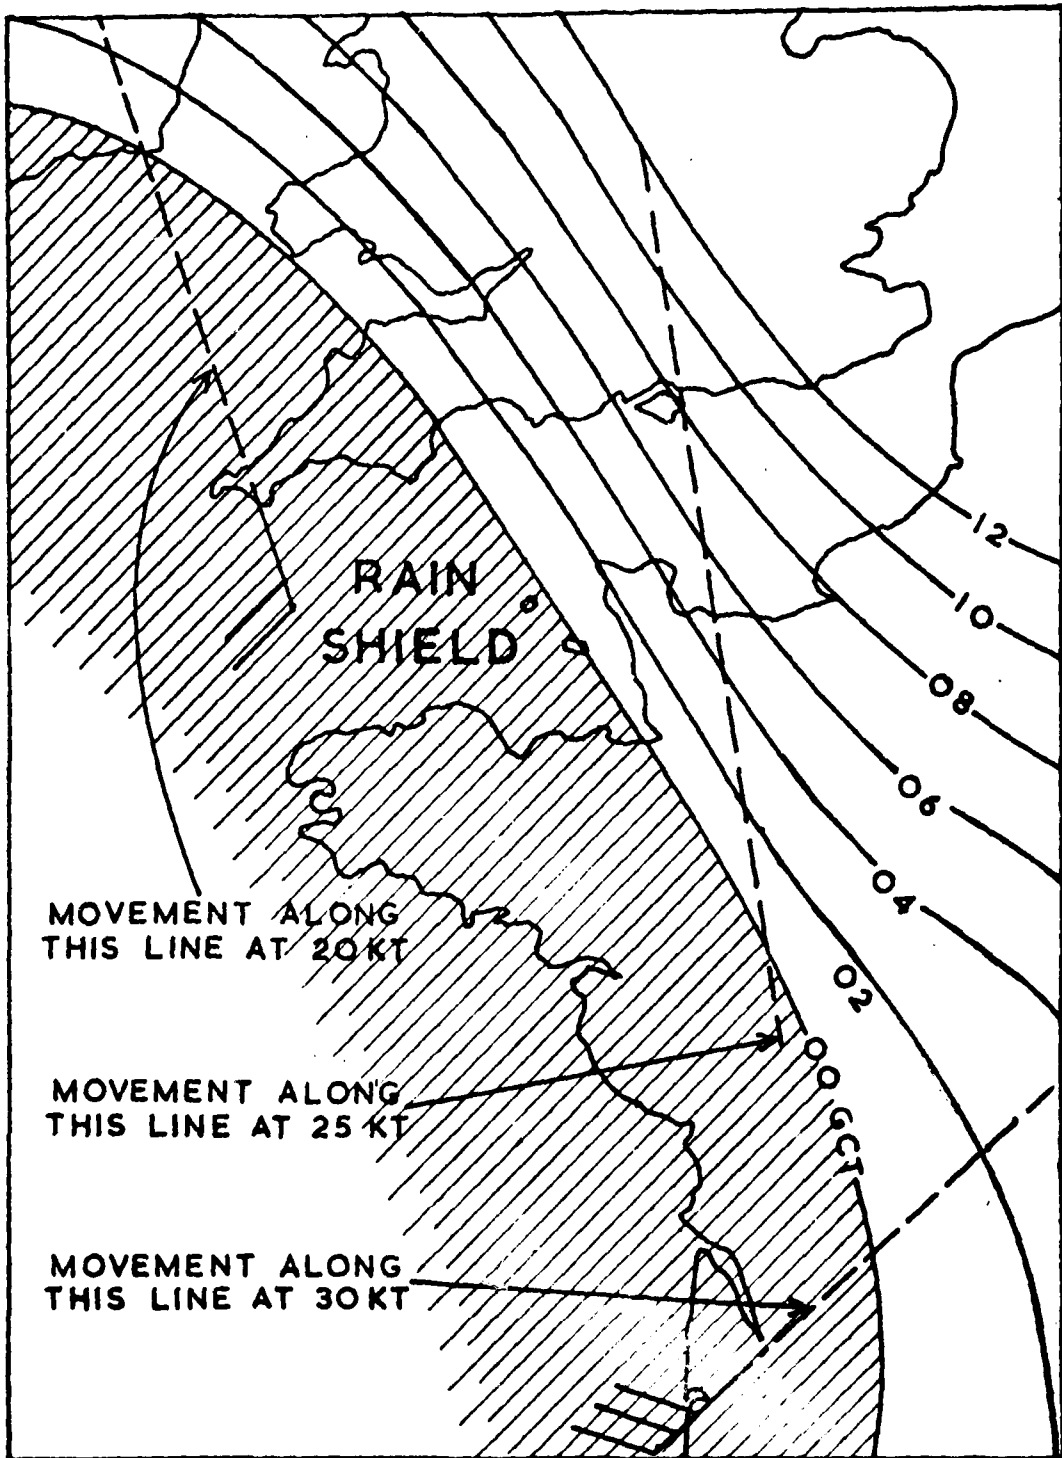 12
10
RAIN
SHIELD
08
06
04
MOVEMENT ALONG
THIS LINE AT 20 KT
02
00 GCT
MOVEMENT ALONG
THIS LINE AT 25 KT
MOVEMENT ALONG
THIS LINE AT 30 KT